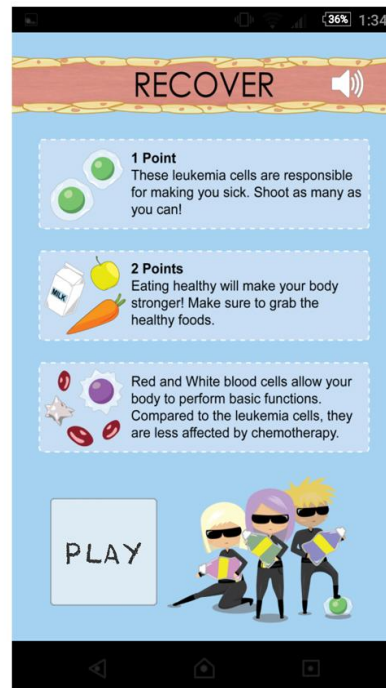 36% 1:34
RECOVER
1 Point
These leukemia cells are responsible
for making you sick. Shoot as many as
you can!
2 Points
Eating healthy will make your body
stronger! Make sure to grab the
healthy foods.
MILK
Red and White blood cells allow your
body to perform basic functions.
Compared to the leukemia cells, they
are less affected by chemotherapy.
PLAY